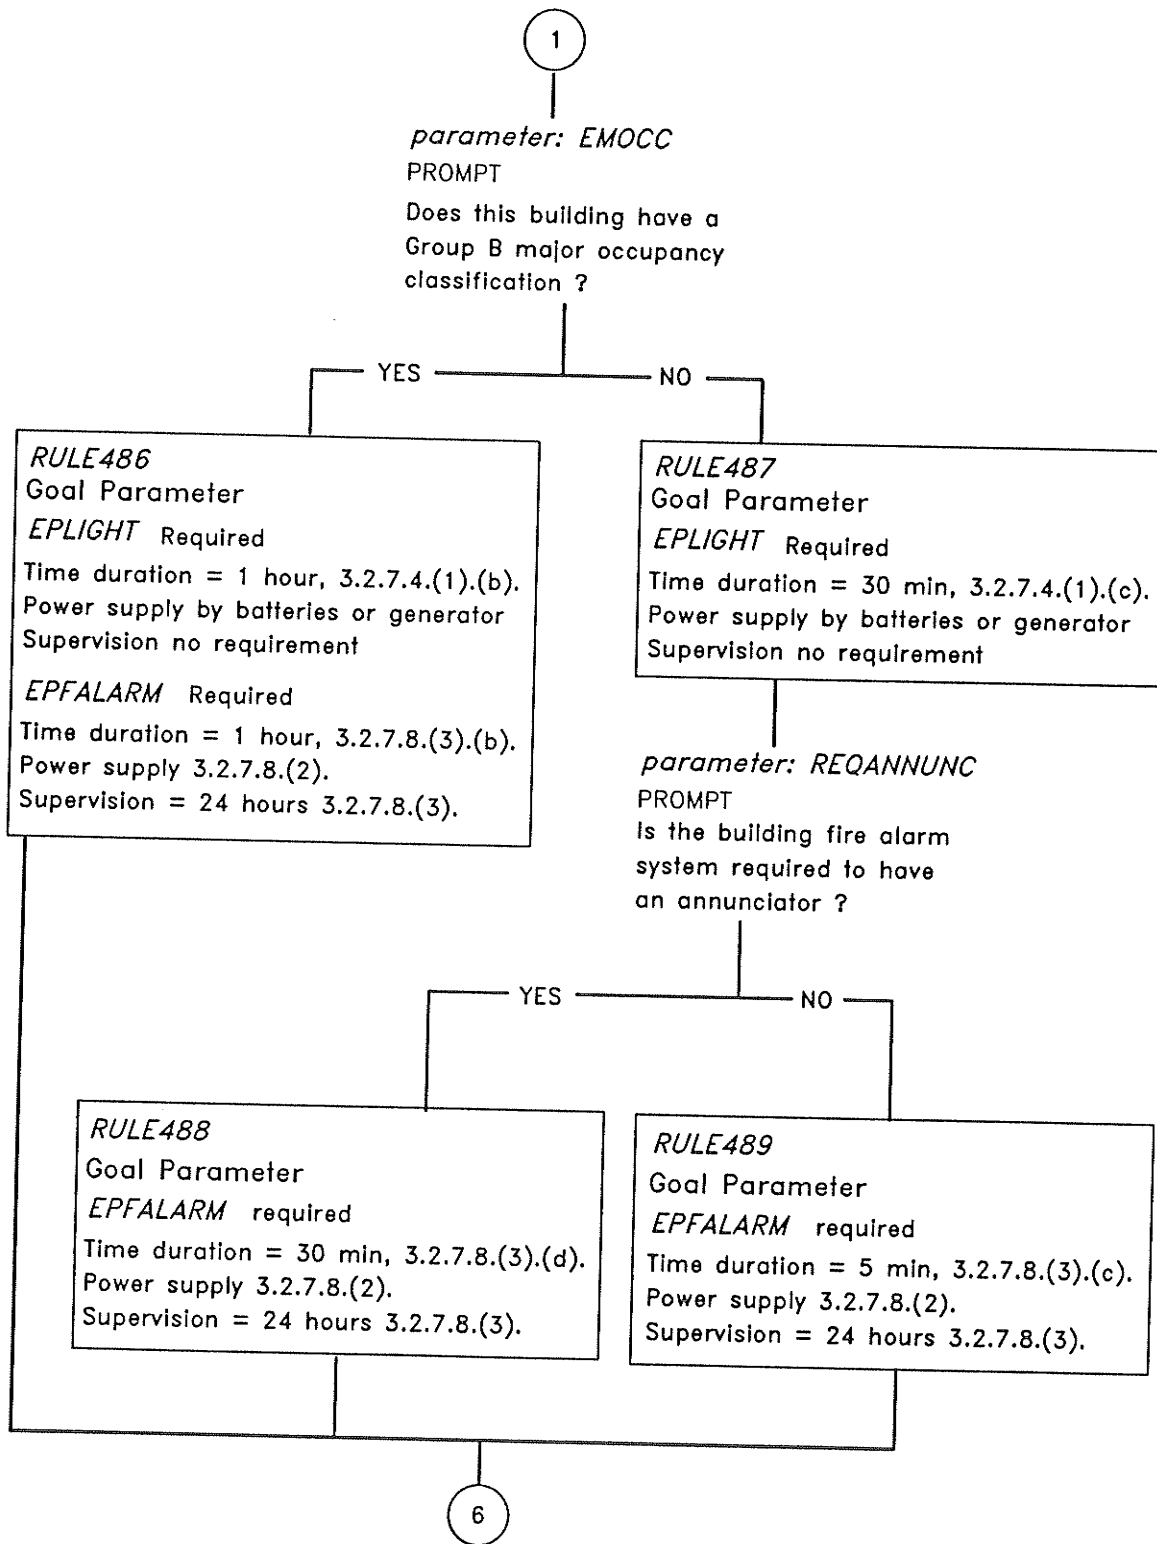 1
parameter: EMOCC
PROMPT
Does this building have a
Group B major occupancy
classification ?
YES
NO
RULE486
Goal Parameter
EPLIGHT Required
Time duration = 1 hour, 3.2.7.4.(1).(b).
Power supply by batteries or generator
Supervision no requirement
EPFALARM Required
Time duration = 1 hour, 3.2.7.8.(3).(b).
Power supply 3.2.7.8.(2).
Supervision = 24 hours 3.2.7.8.(3).
RULE487
Goal Parameter
EPLIGHT Required
Time duration = 30 min, 3.2.7.4.(1).(c).
Power supply by batteries or generator
Supervision no requirement
parameter: REQANNUNC
PROMPT
Is the building fire alarm
system required to have
an annunciator ?
YES
NO
RULE488
Goal Parameter
EPFALARM required
Time duration = 30 min, 3.2.7.8.(3).(d).
Power supply 3.2.7.8.(2).
Supervision = 24 hours 3.2.7.8.(3).
RULE489
Goal Parameter
EPFALARM required
Time duration = 5 min, 3.2.7.8.(3).(c).
Power supply 3.2.7.8.(2).
Supervision = 24 hours 3.2.7.8.(3).
6